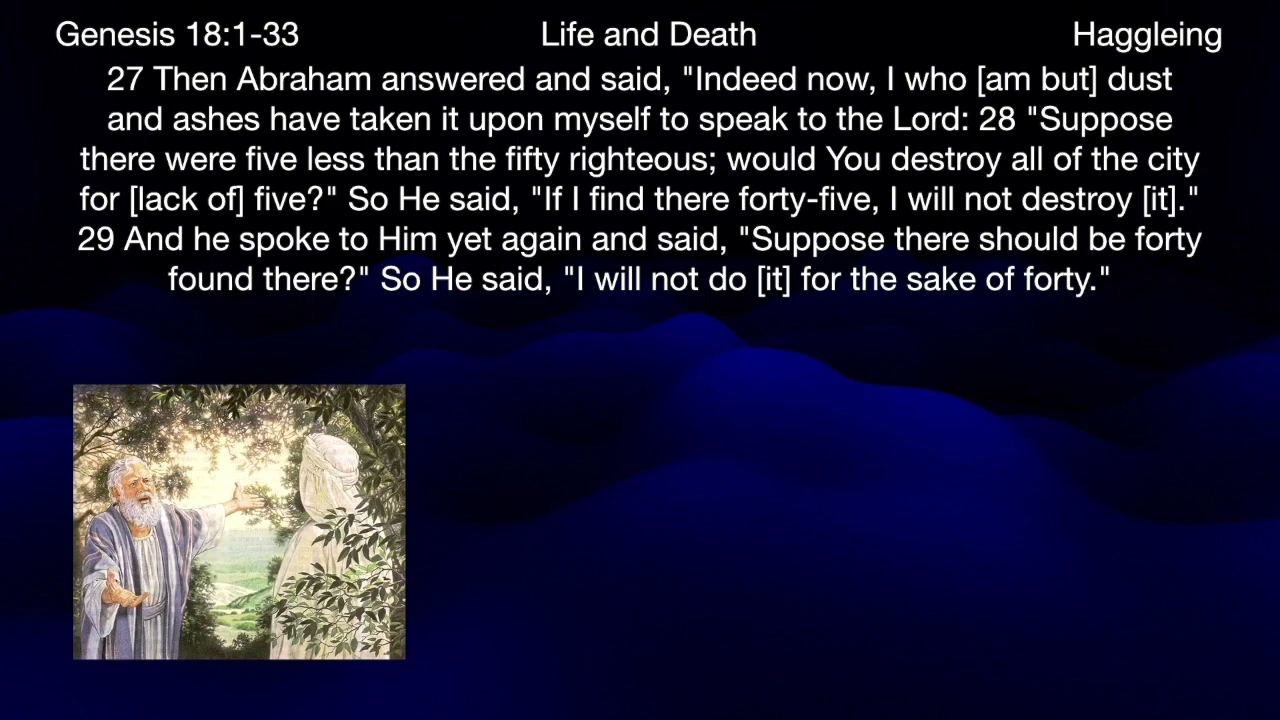 Genesis 18:1-33 Life and Death Haggleing
27 Then Abraham answered and said, "Indeed now, I who [am but] dust
and ashes have taken it upon myself to speak to the Lord: 28 "Suppose
there were five less than the fifty righteous; would You destroy all of the city
for [lack of] five?" So He said, "If I find there forty-five, I will not destroy [it]."
29 And he spoke to Him yet again and said, "Suppose there should be forty
found there?" So He said, "I will not do [it] for the sake of forty."